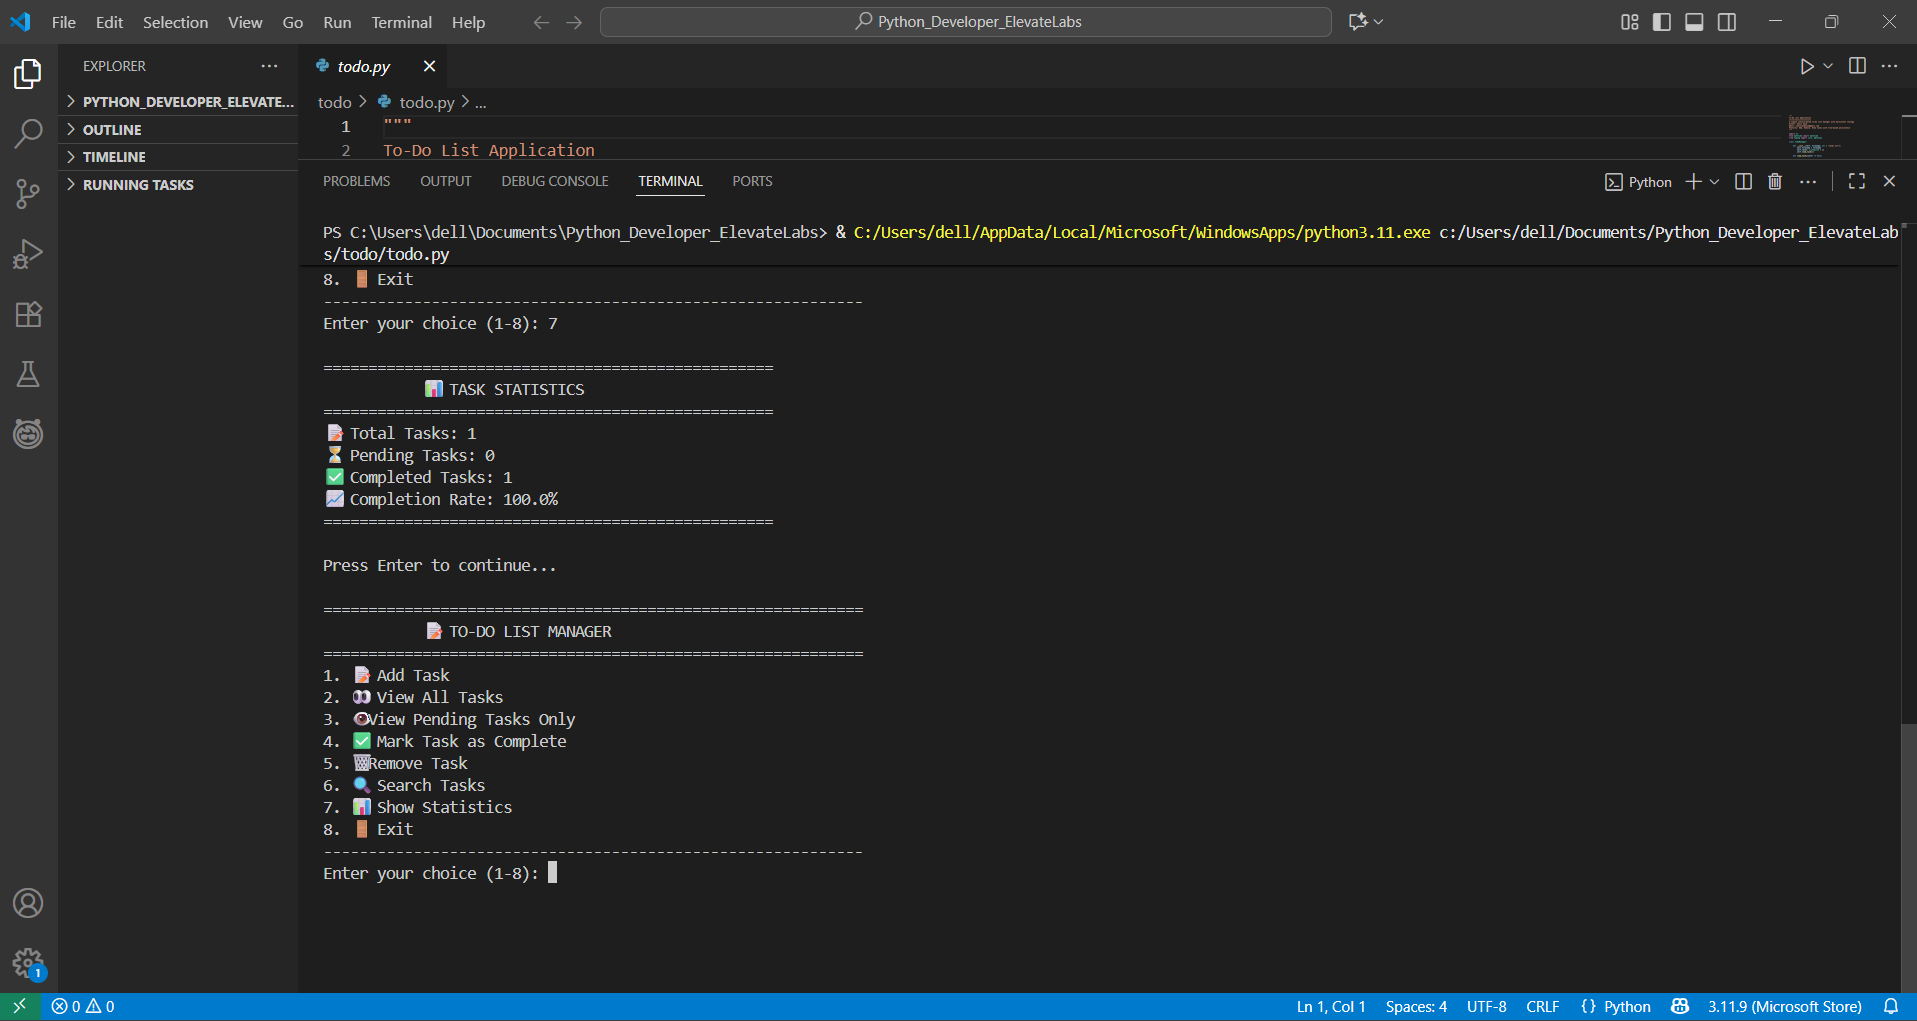 File Edit Selection View Go Run Terminal Help
Python_Developer_ElevateLabs
EXPLORER
PYTHON_DEVELOPER_ELEVATE...
OUTLINE
TIMELINE
RUNNING TASKS
todo.py
todo > todo.py > ...
1 """
2 To-Do List Application
PROBLEMS OUTPUT DEBUG CONSOLE TERMINAL PORTS
Python
PS C:\Users\dell\Documents\Python_Developer_ElevateLabs> & C:/Users/dell/AppData/Local/Microsoft/WindowsApps/python3.11.exe c:/Users/dell/Documents/Python_Developer_ElevateLab
s/todo/todo.py
8. 🚪 Exit
------------------------------------------------------------
Enter your choice (1-8): 7
==================================================
📊 TASK STATISTICS
==================================================
📝 Total Tasks: 1
⏳ Pending Tasks: 0
✅ Completed Tasks: 1
📈 Completion Rate: 100.0%
==================================================
Press Enter to continue...
============================================================
📝 TO-DO LIST MANAGER
============================================================
1. 📝 Add Task
2. 👀 View All Tasks
3. 👁View Pending Tasks Only
4. ✅ Mark Task as Complete
5. 🗑Remove Task
6. 🔍 Search Tasks
7. 📊 Show Statistics
8. 🚪 Exit
------------------------------------------------------------
Enter your choice (1-8):
1
0 0
Ln 1, Col 1 Spaces: 4 UTF-8 CRLF {} Python 3.11.9 (Microsoft Store)